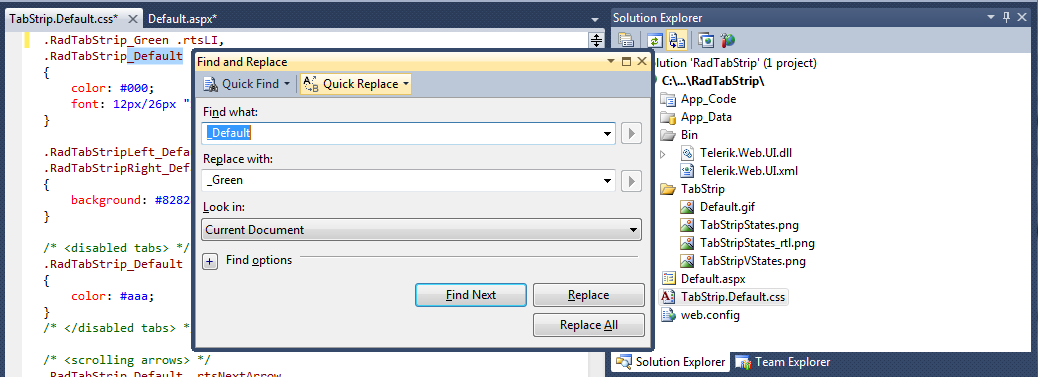 TabStrip.Default.css*
Default.aspx*
.RadTabStrip_Green .rtsLI,
.RadTabStrip_Default
{
color: #000;
font: 12px/26px "
}
.RadTabStripLeft_Defa
.RadTabStripRight_Def
{
background: #8282
}
/* <disabled tabs> */
.RadTabStrip_Default
{
color: #aaa;
}
/* </disabled tabs> *
/* <scrolling arrows> */
.RadTabStrip_Default .rtsNextArrow
Find and Replace
Quick Find
Quick Replace
Find what:
_Default
Replace with:
_Green
Look in:
Current Document
Find options
Find Next
Replace
Replace All
Solution Explorer
olution 'RadTabStrip' (1 project)
C:\...\RadTabStrip\
App_Code
App_Data
Bin
Telerik.Web.UI.dll
Telerik.Web.UI.xml
TabStrip
Default.gif
TabStripStates.png
TabStripStates_rtl.png
TabStripVStates.png
Default.aspx
TabStrip.Default.css
web.config
Solution Explorer
Team Explorer